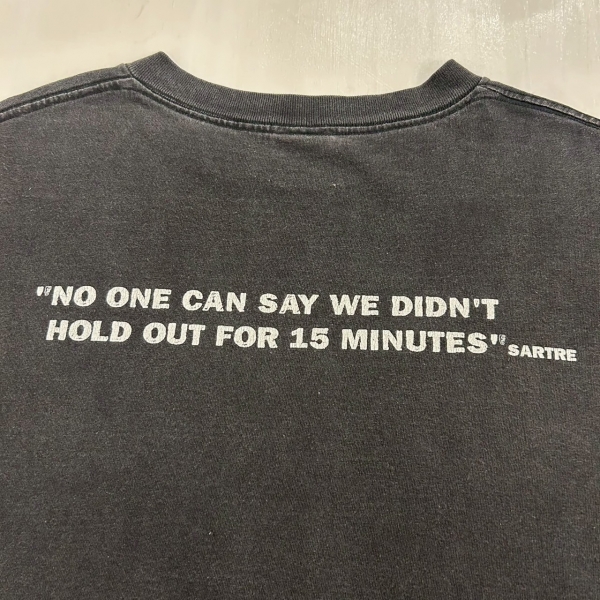 "NO ONE CAN SAY WE DIDN'T
HOLD OUT FOR 15 MINUTES" SARTRE